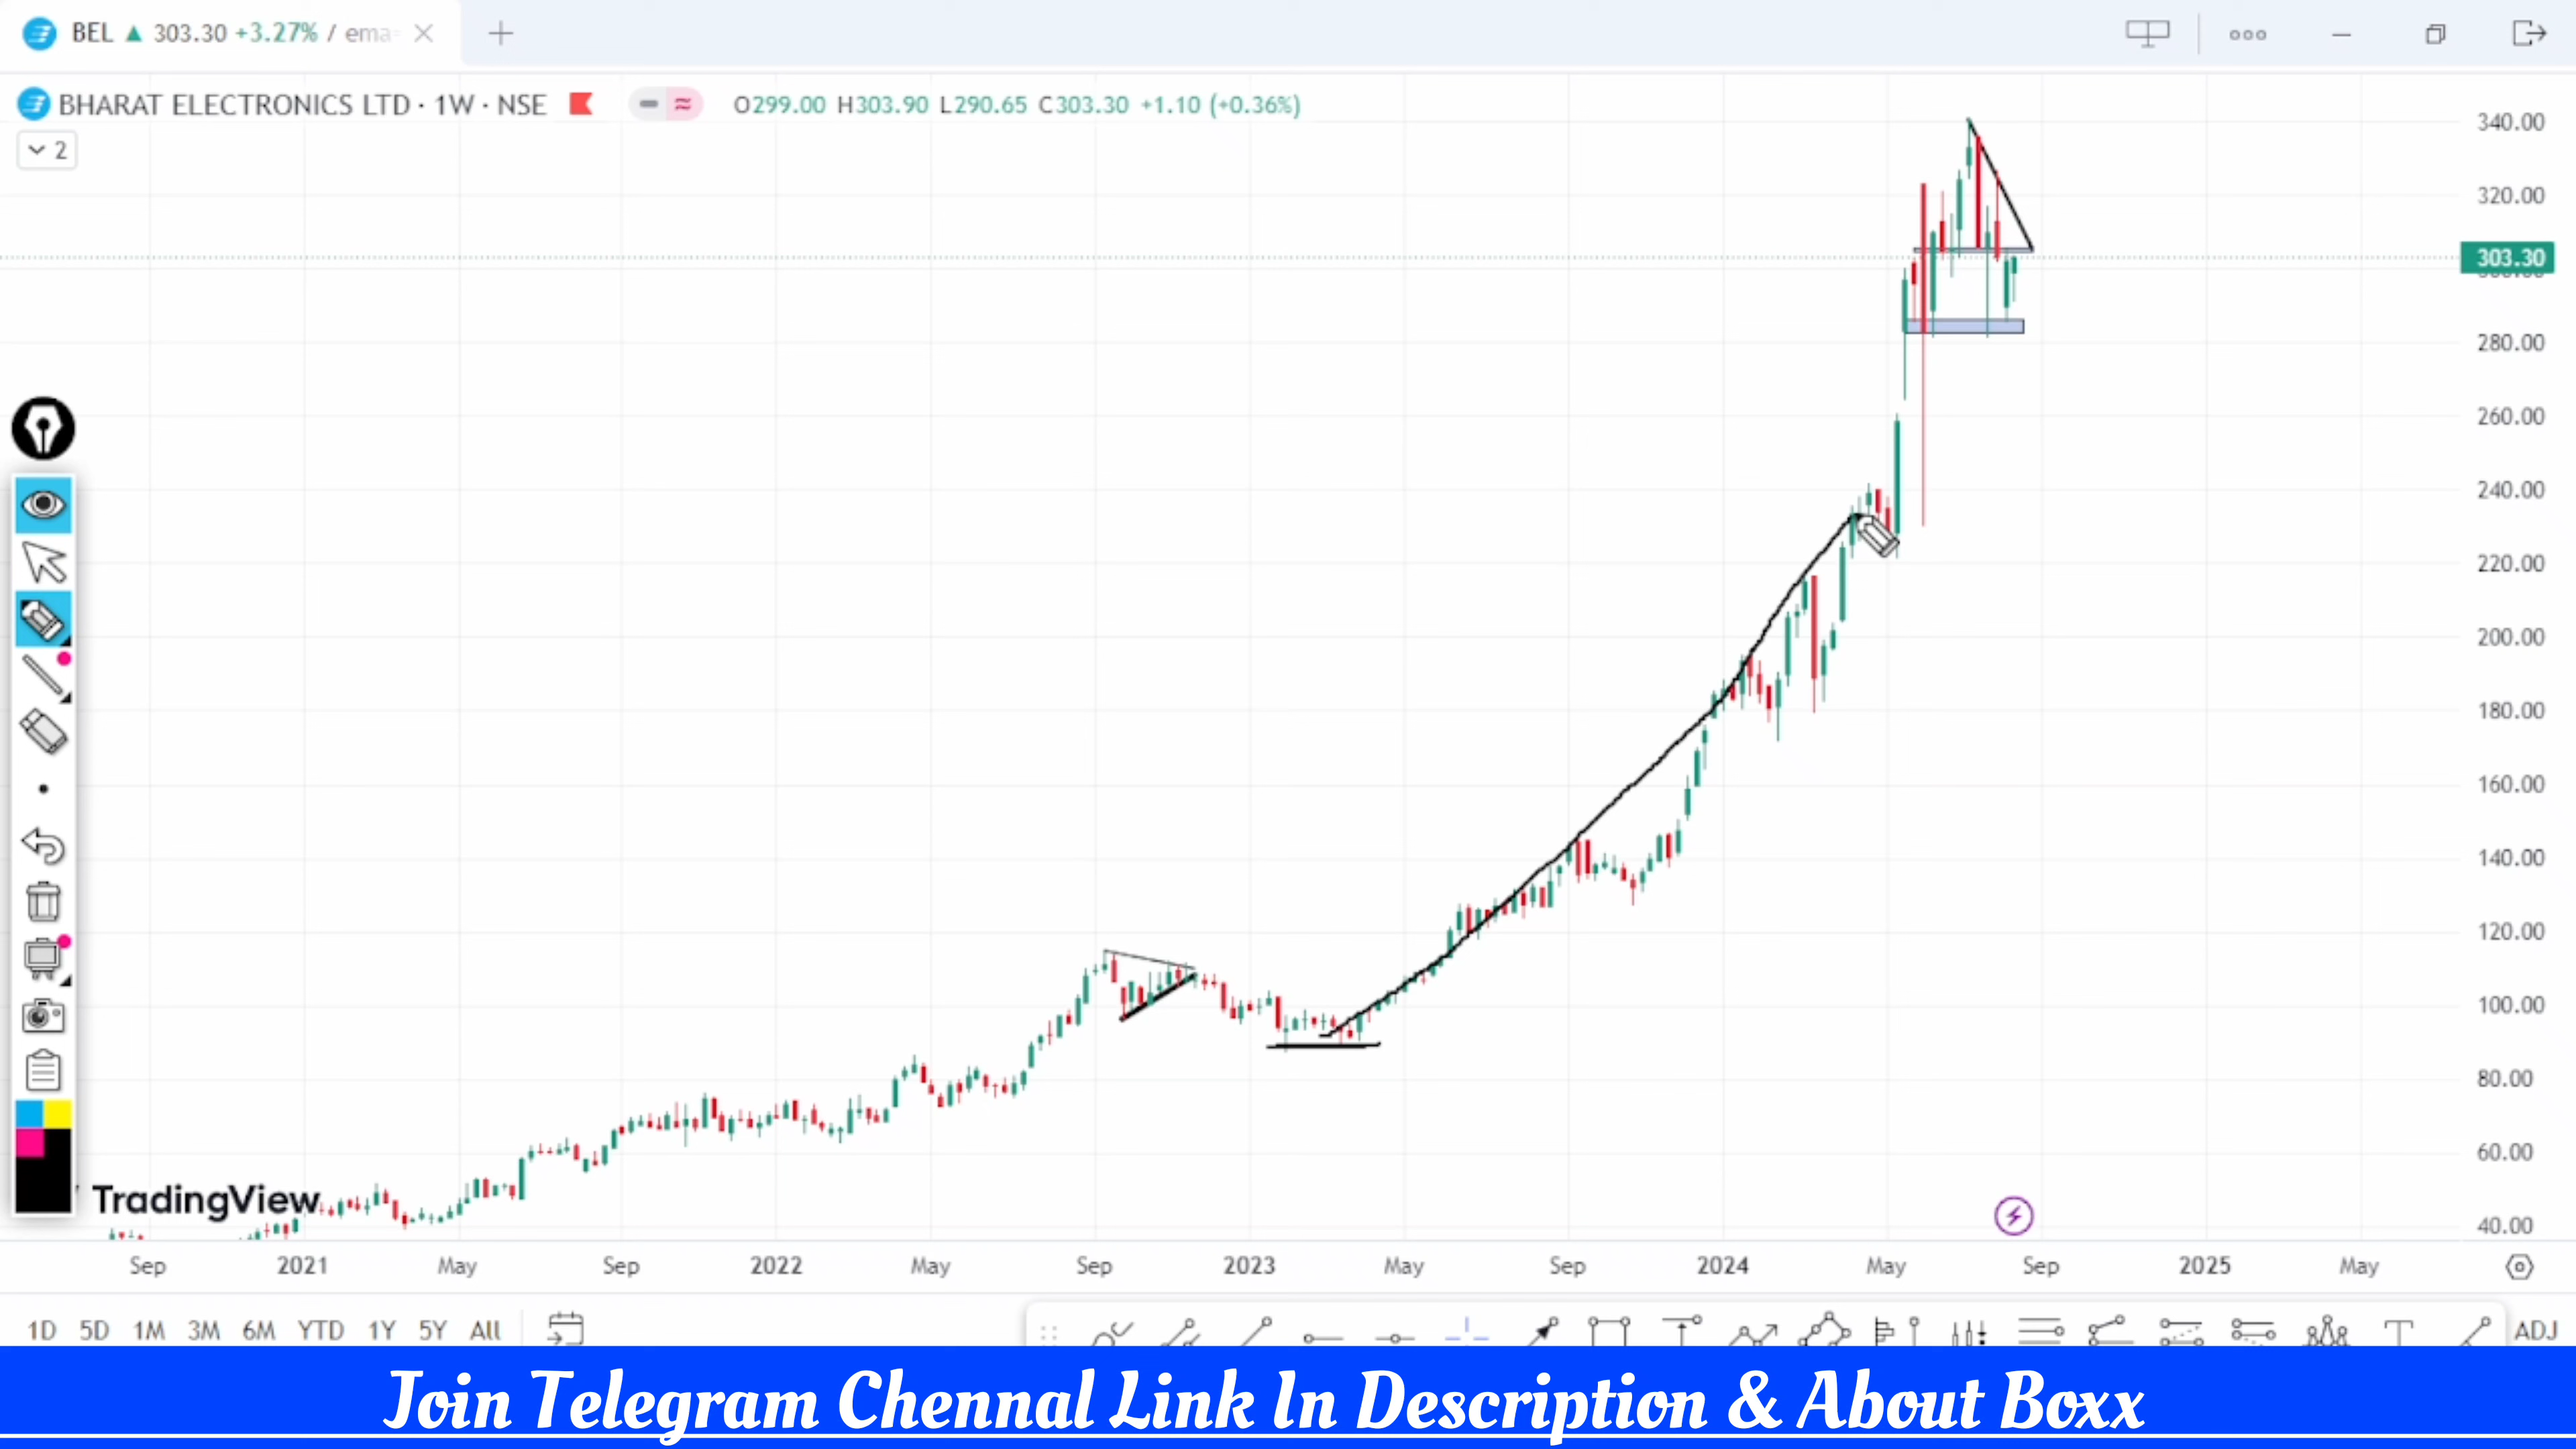 BEL ▲ 303.30 +3.27% / ema
BHARAT ELECTRONICS LTD · 1W · NSE O299.00 H303.90 L290.65 C303.30 +1.10 (+0.36%)
2
340.00
320.00
303.30
280.00
260.00
240.00
220.00
200.00
180.00
160.00
140.00
120.00
100.00
80.00
60.00
40.00
TradingView
Sep 2021 May Sep 2022 May Sep 2023 May Sep 2024 May Sep 2025 May
1D 5D 1M 3M 6M YTD 1Y 5Y All ADJ
Join Telegram Chennal Link In Description & About Boxx